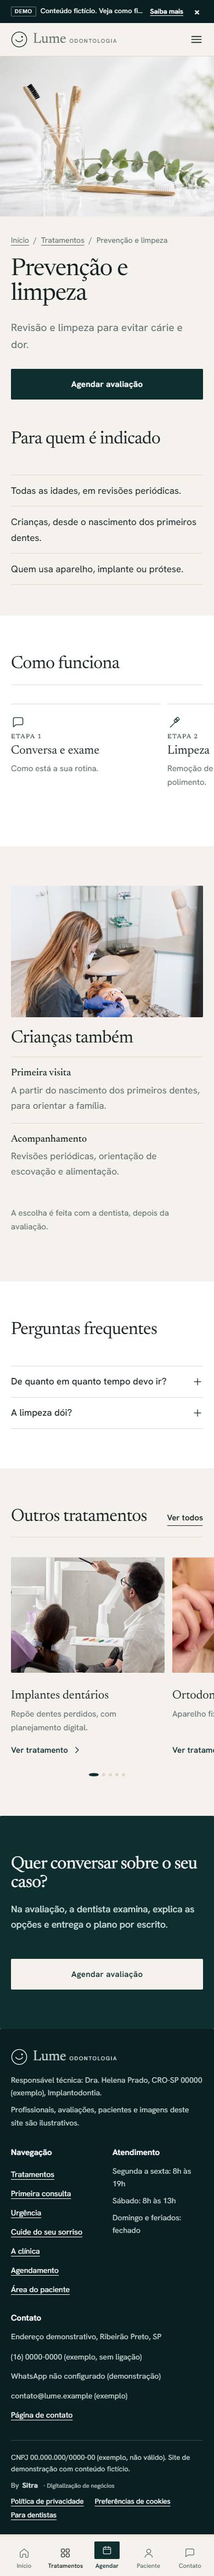 DEMO Conteúdo fictício. Veja como fi... Saiba mais
Lume ODONTOLOGIA
Início / Tratamentos / Prevenção e limpeza
Prevenção e
limpeza
Revisão e limpeza para evitar cárie e
dor.
Agendar avaliação
Para quem é indicado
Todas as idades, em revisões periódicas.
Crianças, desde o nascimento dos primeiros
dentes.
Quem usa aparelho, implante ou prótese.
Como funciona
ETAPA 1
Conversa e exame
Como está a sua rotina.
ETAPA 2
Limpeza
Remoção de
polimento.
Crianças também
Primeira visita
A partir do nascimento dos primeiros dentes,
para orientar a família.
Acompanhamento
Revisões periódicas, orientação de
escovação e alimentação.
A escolha é feita com a dentista, depois da
avaliação.
Perguntas frequentes
De quanto em quanto tempo devo ir?
A limpeza dói?
Outros tratamentos
Ver todos
Implantes dentários
Repõe dentes perdidos, com
planejamento digital.
Ver tratamento
Ortodon
Aparelho fi
Ver tratam
Quer conversar sobre o seu
caso?
Na avaliação, a dentista examina, explica as
opções e entrega o plano por escrito.
Agendar avaliação
Lume ODONTOLOGIA
Responsável técnica: Dra. Helena Prado, CRO-SP 00000
(exemplo), Implantodontia.
Profissionais, avaliações, pacientes e imagens deste
site são ilustrativos.
Navegação
Tratamentos
Primeira consulta
Urgência
Cuide do seu sorriso
A clínica
Agendamento
Área do paciente
Atendimento
Segunda a sexta: 8h às
19h
Sábado: 8h às 13h
Domingo e feriados:
fechado
Contato
Endereço demonstrativo, Ribeirão Preto, SP
(16) 0000-0000 (exemplo, sem ligação)
WhatsApp não configurado (demonstração)
contato@lume.example (exemplo)
Página de contato
CNPJ 00.000.000/0000-00 (exemplo, não válido). Site de
demonstração com conteúdo fictício.
By Sitra · Digitalização de negócios
Política de privacidade Preferências de cookies
Para dentistas
Início Tratamentos Agendar Paciente Contato